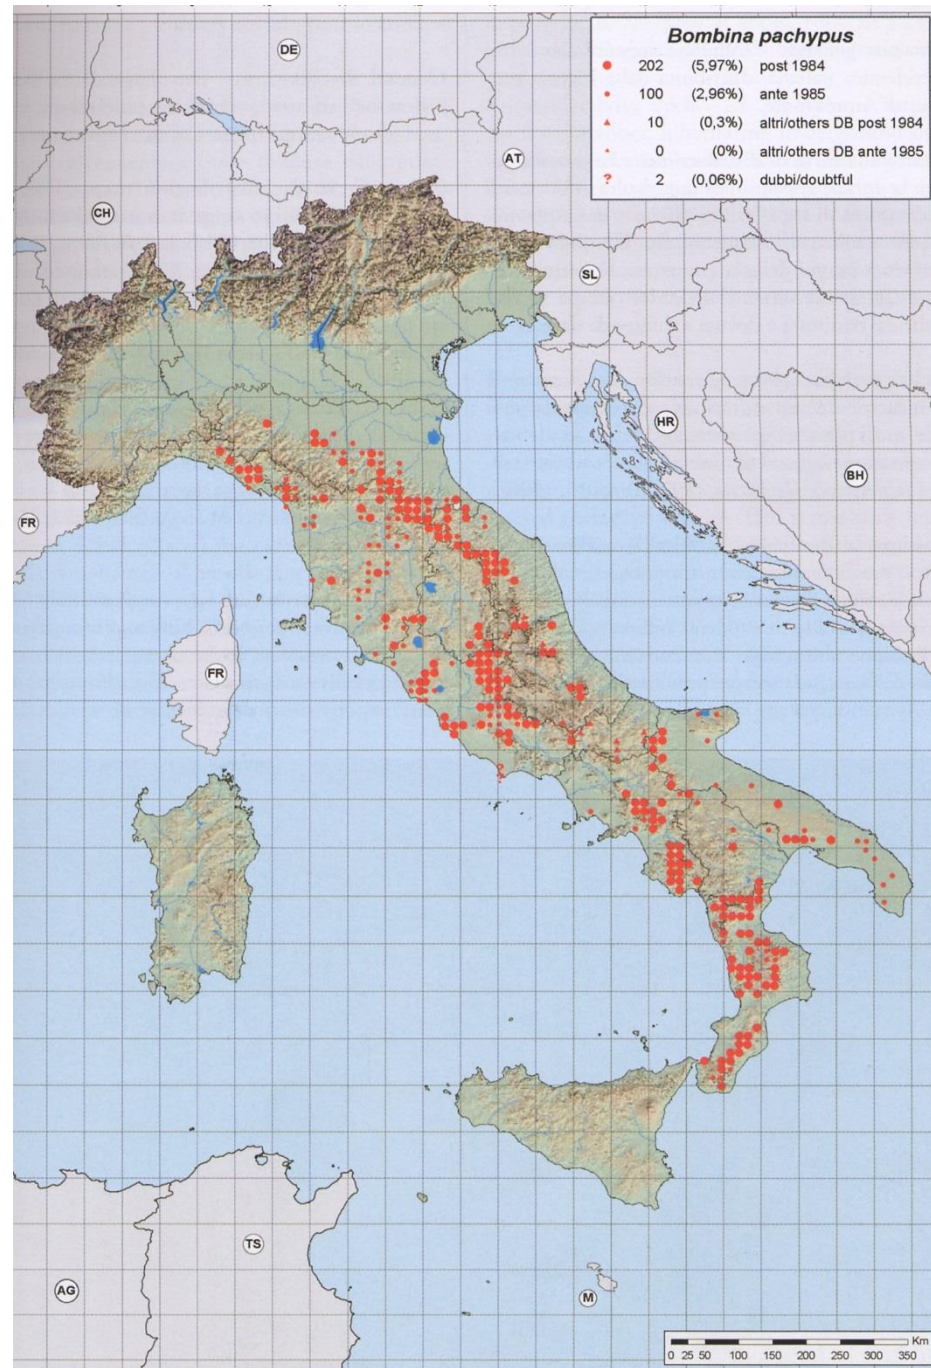 Bombina pachypus
202 (5,97%) post 1984
100 (2,96%) ante 1985
10 (0,3%) altri/others DB post 1984
0 (0%) altri/others DB ante 1985
? 2 (0,06%) dubbi/doubtful
DE
AT
CH
SL
HR
BH
FR
FR
?
TS
AG
M
Km
0 25 50 100 150 200 250 300 350